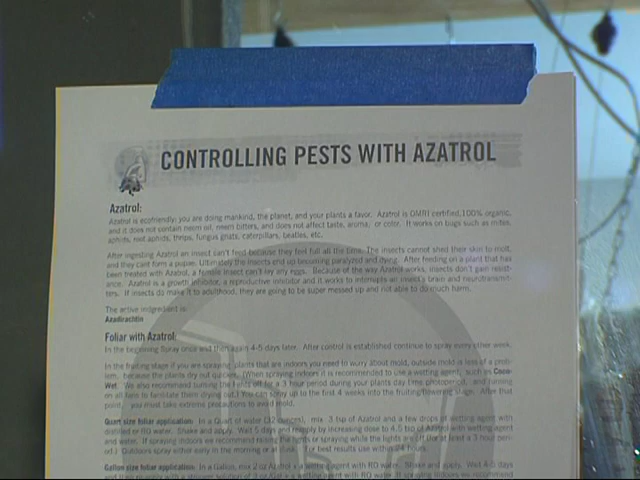 CONTROLLING PESTS WITH AZATROL
Azatrol:
Azatrol is ecofriendly: you are doing mankind, the planet, and your plants a favor. Azatrol is OMRI certified, 100% organic,
and it does not contain neem oil, neem bitters, and does not affect taste, aroma, or color. It works on bugs such as mites,
aphids, root aphids, thrips, fungus gnats, caterpillars, beatles, etc.
After ingesting Azatrol an insect can't feed because they feel full all the time. The insects cannot shed their skin to molt,
and they cant form a pupae. Ultimately the insects end up becoming paralyzed and dying. After feeding on a plant that has
been treated with Azatrol, a female insect can't lay any eggs. Because of the way Azatrol works, insects don't gain resist-
ance. Azatrol is a growth inhibitor, a reproductive inhibitor and it works to interrupts an insect's brain and neurotransmit-
ters. If insects do make it to adulthood, they are going to be super messed up and not able to do much harm.
The active indgredient is:
Azadirachtin
Foliar with Azatrol:
In the beginning Spray once and then again 4-5 days later. After control is established continue to spray every other week.
In the fruiting stage if you are spraying plants that are indoors you need to worry about mold, outside mold is less of a prob-
lem, because the plants dry out quicker. (When spraying indoors it is recommended to use a wetting agent, such as Coco-
Wet. We also recommend turning the lights off for a 3 hour period during your plants day time photoperiod, and running
on all fans to famlitate them drying out.) You can spray up to the first 4 weeks into the fruiting/flowering stage. After that
point, you must take extreme precautions to avoid mold.
Quart size foliar application: In a Quart of water (32 ounces), mix 3 tsp of Azatrol and a few drops of wetting agent with
distilled or RO water. Shake and apply. Wait 5 days and reapply by increasing dose to 4.5 tsp of Azatrol with wetting agent
and water. If spraying indoors we recommend raising the lights or spraying while the lights are off (for at least a 3 hour peri-
od.) Outdoors spray either early in the morning or at dusk. For best results use within 24 hours.
Gallon size foliar application: In a Gallon, mix 2 oz Azatrol + a wetting agent with RO water. Shake and apply. Wait 4-5 days